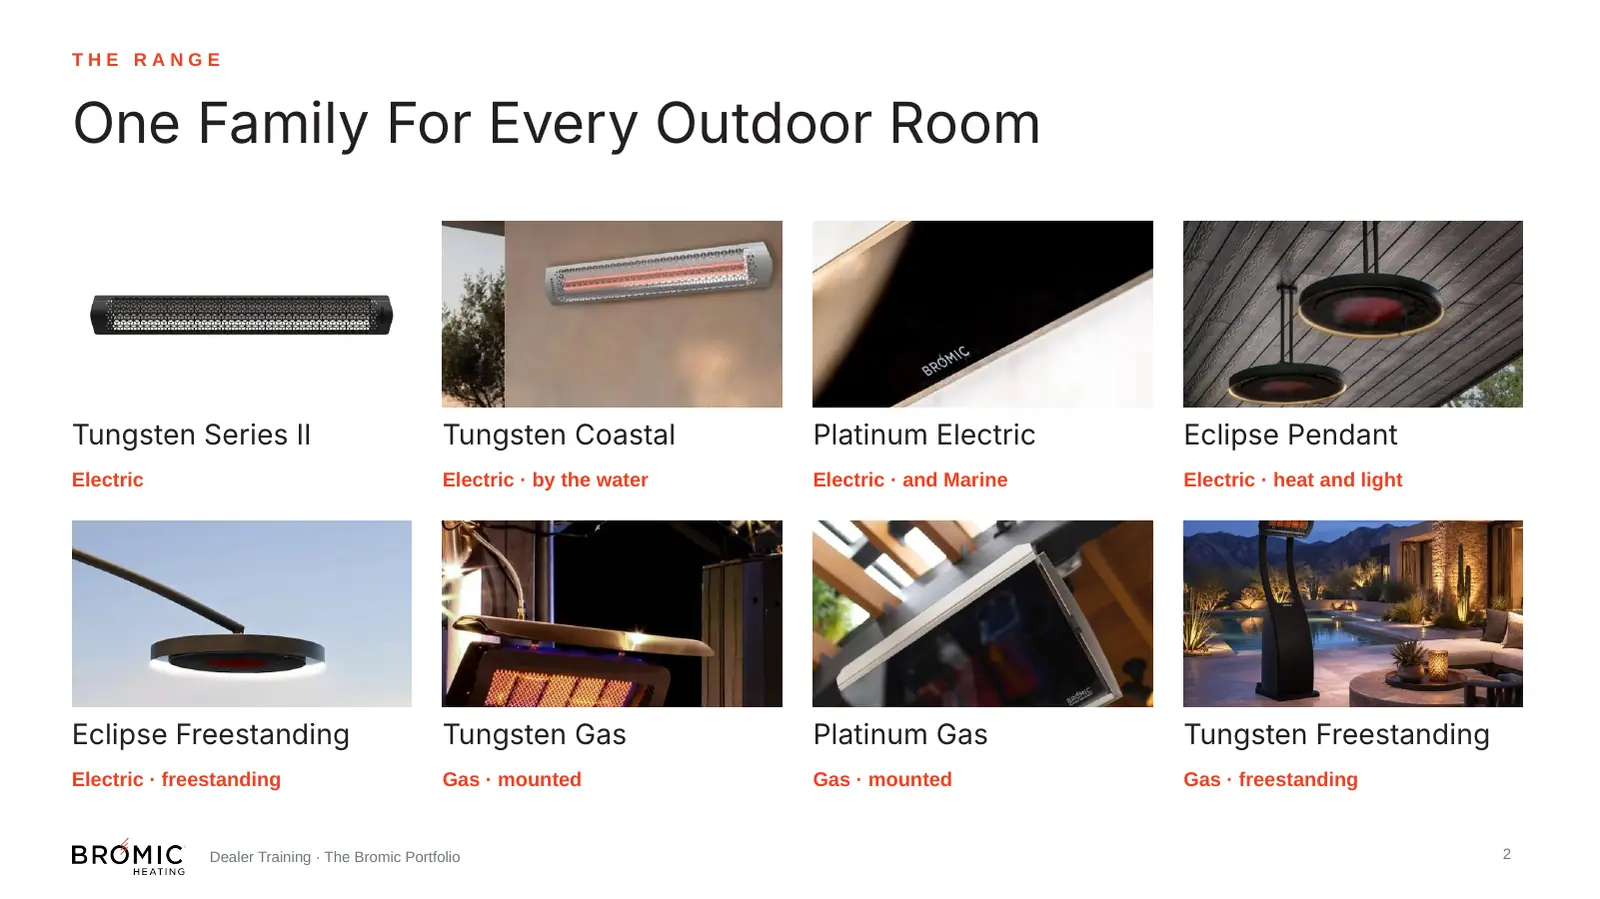 THE RANGE
One Family For Every Outdoor Room
BROMIC
Tungsten Series II
Tungsten Coastal
Platinum Electric
Eclipse Pendant
Electric
Electric · by the water
Electric · and Marine
Electric · heat and light
BROMIC
Eclipse Freestanding
Tungsten Gas
Platinum Gas
Tungsten Freestanding
Electric · freestanding
Gas · mounted
Gas · mounted
Gas · freestanding
BROMIC
HEATING
Dealer Training · The Bromic Portfolio
2